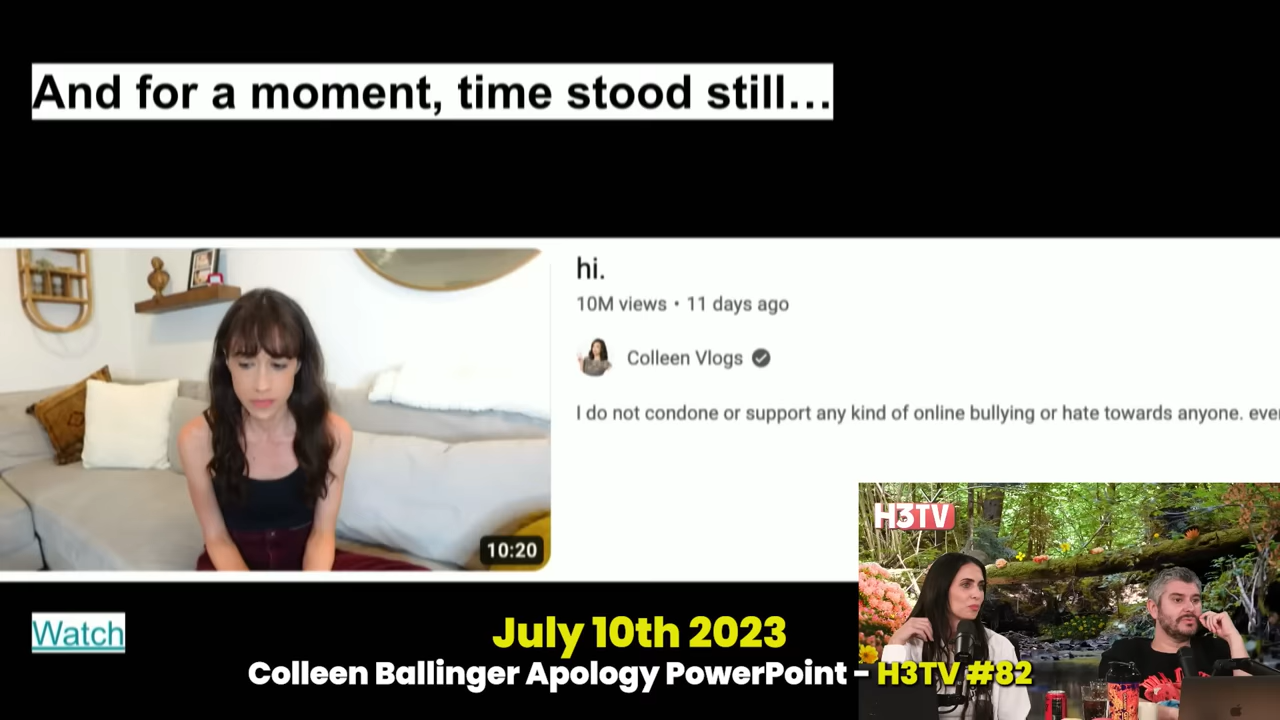 And for a moment, time stood still...
hi.
10M views • 11 days ago
Colleen Vlogs
I do not condone or support any kind of online bullying or hate towards anyone. eve
10:20
H3TV
Watch
July 10th 2023
Colleen Ballinger Apology PowerPoint - H3TV #82